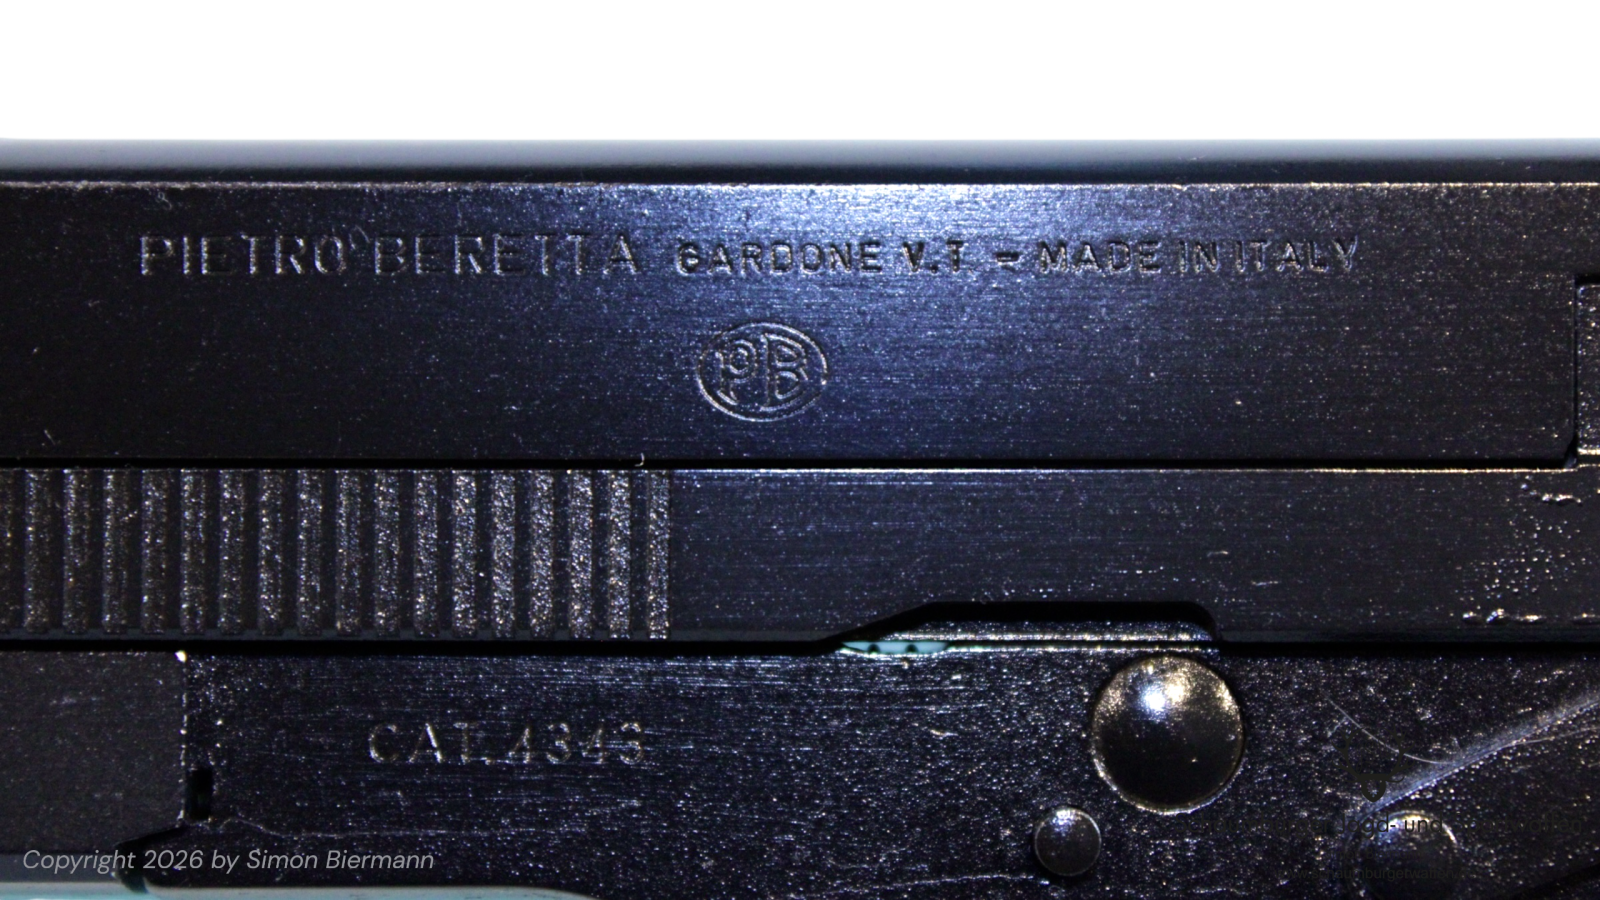 PIETRO BERETTA GARDONE V.T. - MADE IN ITALY
PB
CAT.4343
Copyright 2026 by Simon Biermann